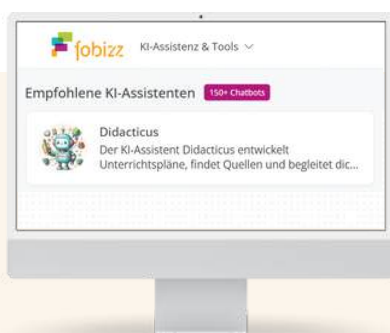 fobizz KI-Assistenz & Tools
Empfohlene KI-Assistenten 150+ Chatbots
Didacticus
Der KI-Assistent Didacticus entwickelt
Unterrichtspläne, findet Quellen und begleitet dic...